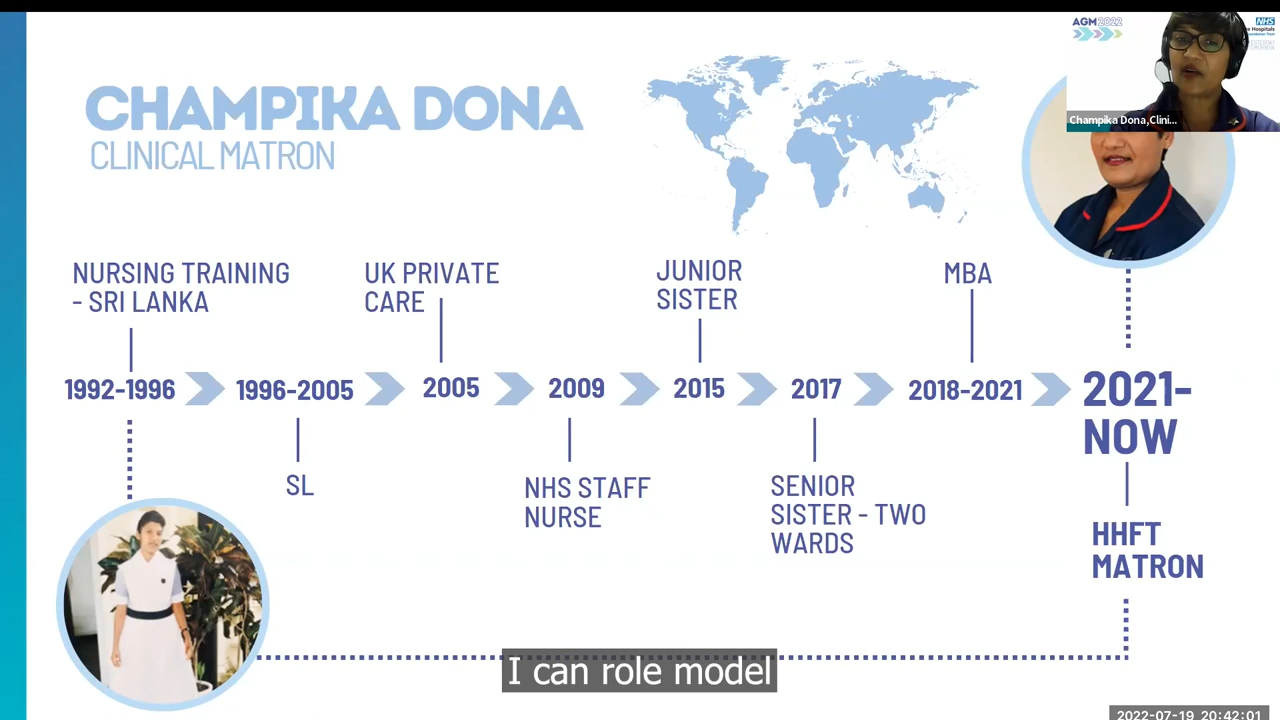 AGM2022
NHS
CHAMPIKA DONA
CLINICAL MATRON
Champika Dona,Clini...
NURSING TRAINING
- SRI LANKA
UK PRIVATE
CARE
JUNIOR
SISTER
MBA
1992-1996
1996-2005
2005
2009
2015
2017
2018-2021
2021-
NOW
SL
NHS STAFF
NURSE
SENIOR
SISTER - TWO
WARDS
HHFT
MATRON
I can role model
2022-07-19 20:42:01